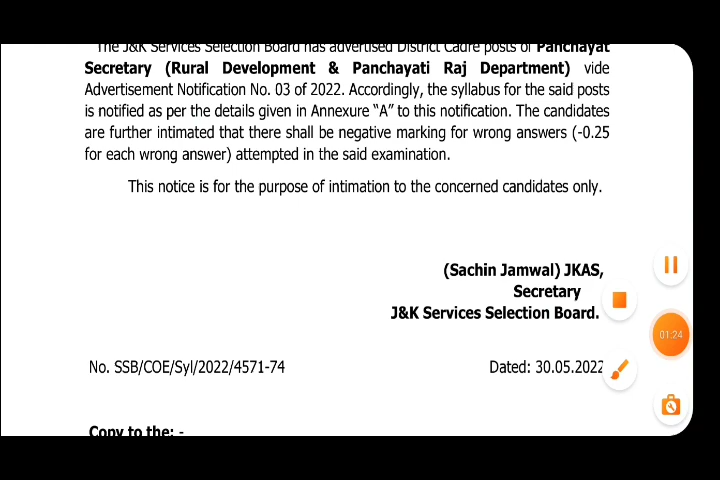 The J&K Services Selection Board has advertised District Cadre posts of Panchayat
Secretary (Rural Development & Panchayati Raj Department) vide
Advertisement Notification No. 03 of 2022. Accordingly, the syllabus for the said posts
is notified as per the details given in Annexure “A” to this notification. The candidates
are further intimated that there shall be negative marking for wrong answers (-0.25
for each wrong answer) attempted in the said examination.
This notice is for the purpose of intimation to the concerned candidates only.
(Sachin Jamwal) JKAS,
Secretary
J&K Services Selection Board.
01:24
No. SSB/COE/Syl/2022/4571-74 Dated: 30.05.2022
Copy to the: -